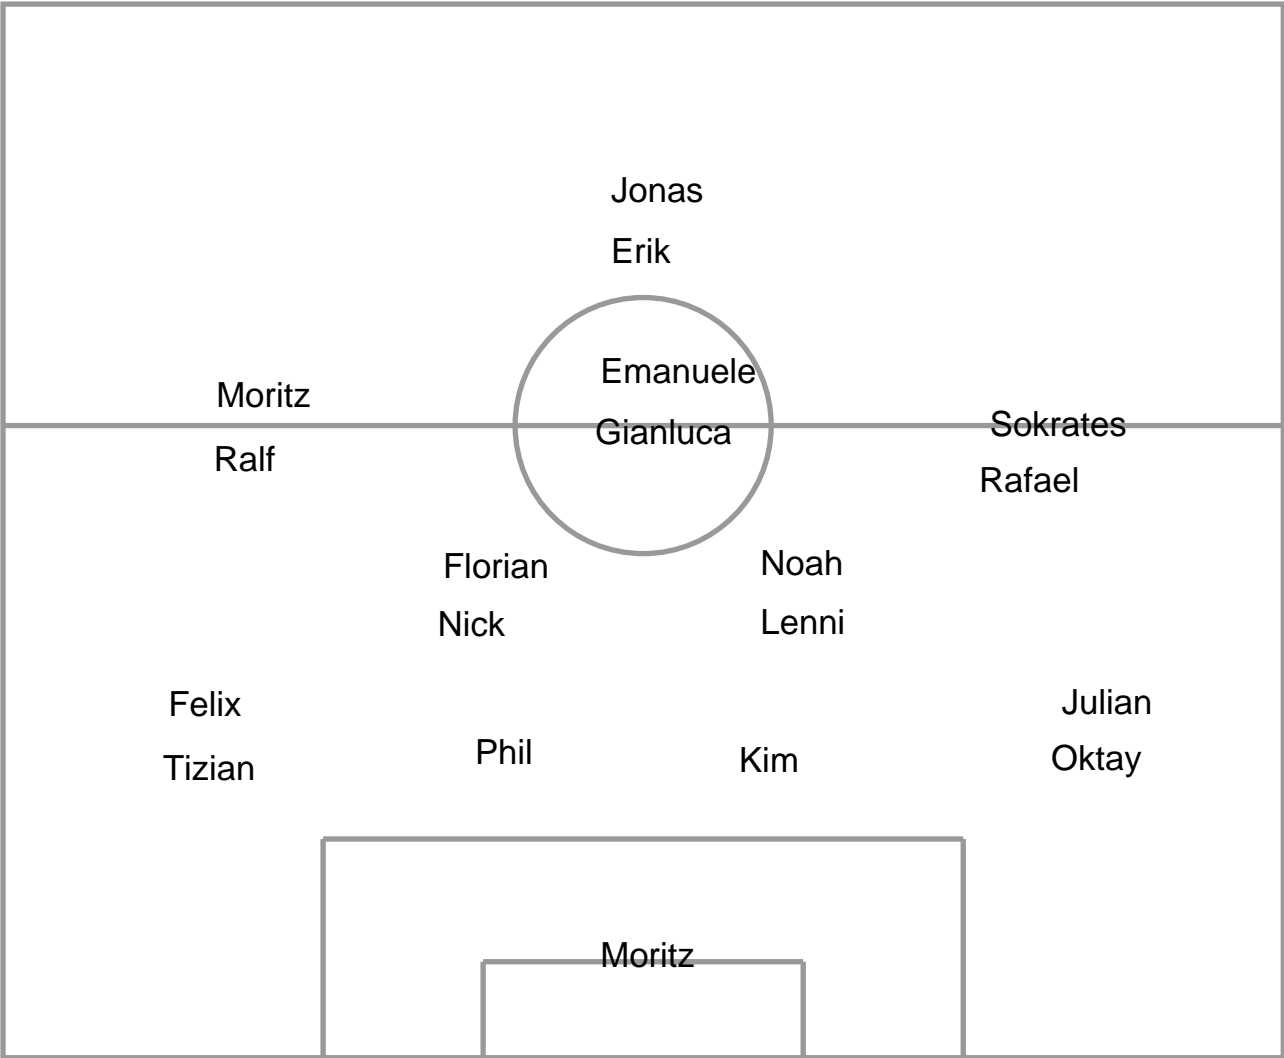 Jonas
Erik
Emanuele
Moritz
Gianluca
Sokrates
Ralf
Rafael
Florian
Noah
Nick
Lenni
Felix
Julian
Tizian
Phil
Kim
Oktay
Moritz